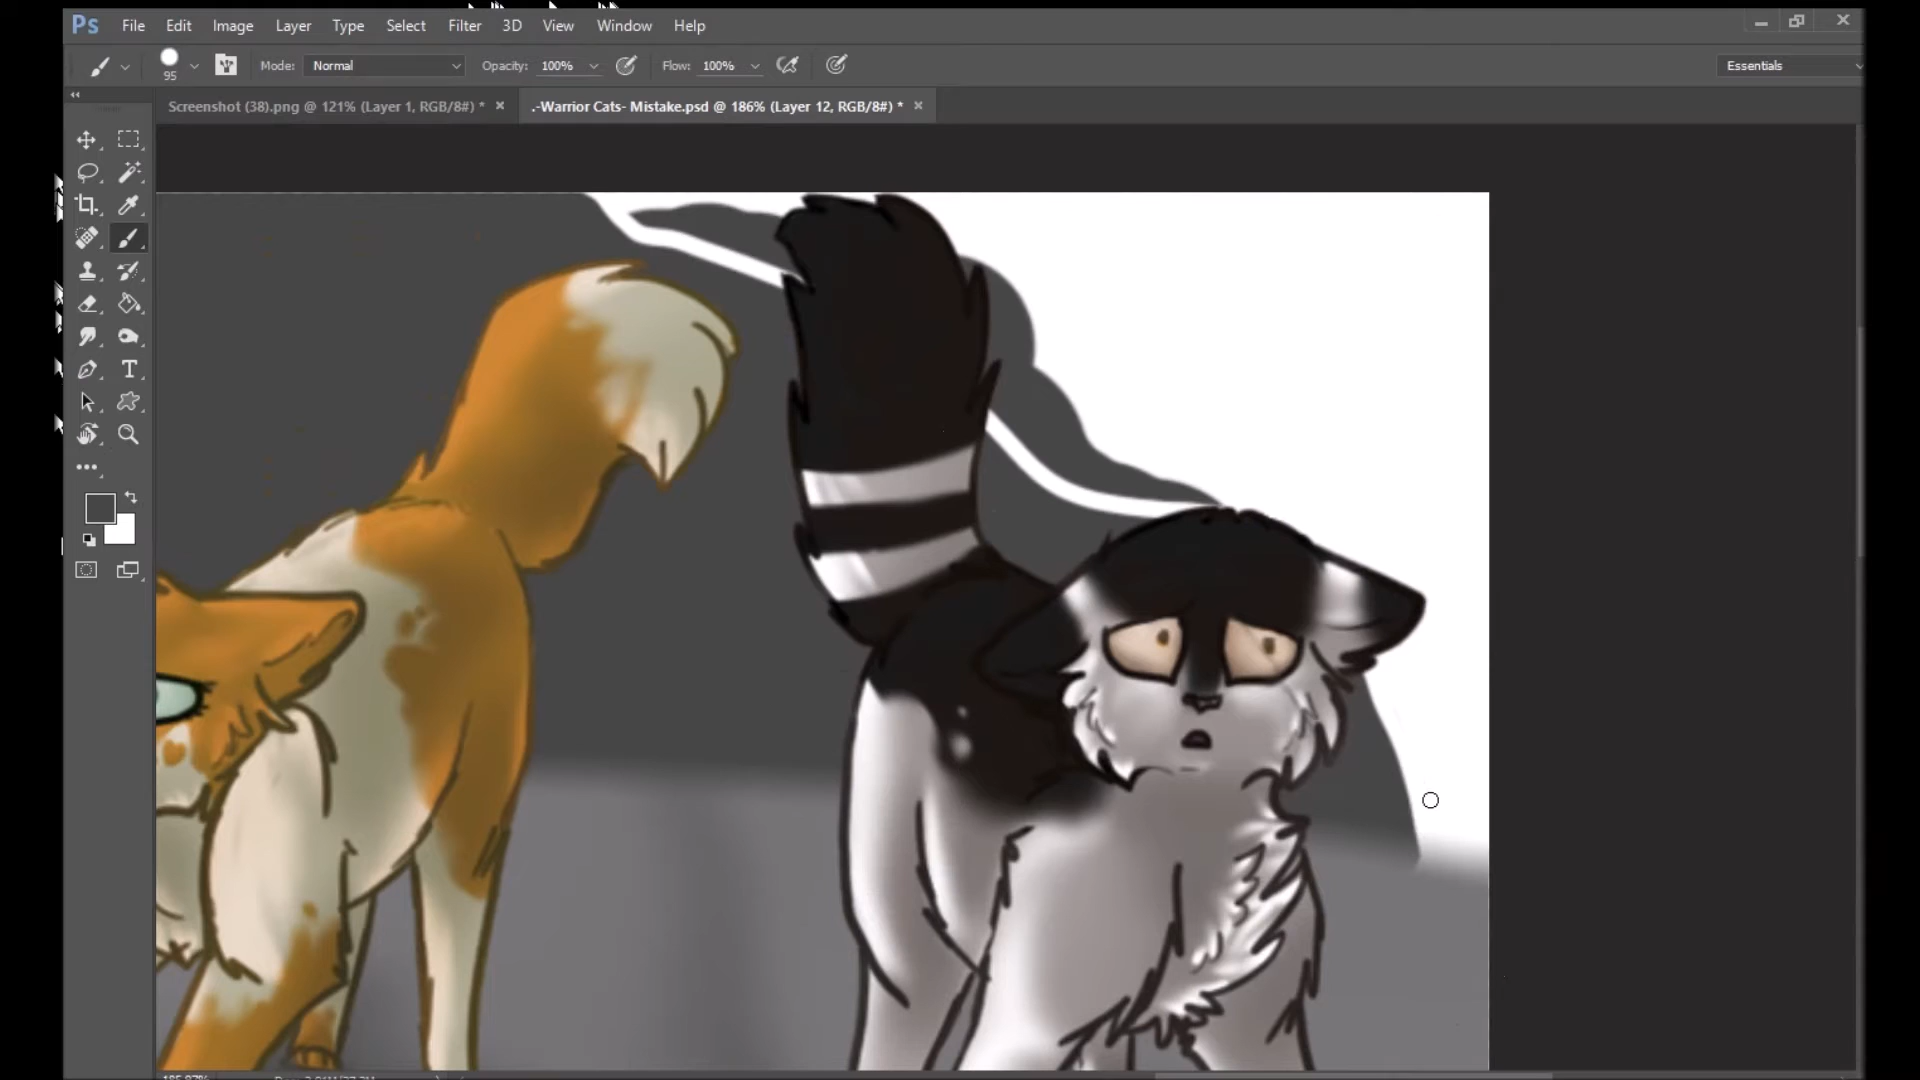 Ps File Edit Image Layer Type Select Filter 3D View Window Help
95 Mode: Normal Opacity: 100% Flow: 100% Essentials
Screenshot (38).png @ 121% (Layer 1, RGB/8#) * × .-Warrior Cats- Mistake.psd @ 186% (Layer 12, RGB/8#) * ×
T